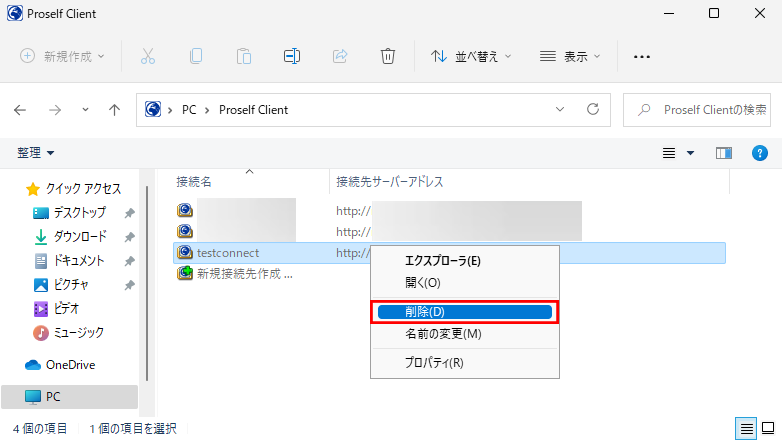 Proself Client
新規作成
並べ替え
表示
PC
Proself Client
Proself Clientの検索
整理
クイック アクセス
デスクトップ
ダウンロード
ドキュメント
ピクチャ
ビデオ
ミュージック
OneDrive
PC
接続名
接続先サーバーアドレス
http://
http://
testconnect
http://
新規接続先作成 ...
エクスプローラ(E)
開く(O)
削除(D)
名前の変更(M)
プロパティ(R)
4 個の項目
1 個の項目を選択